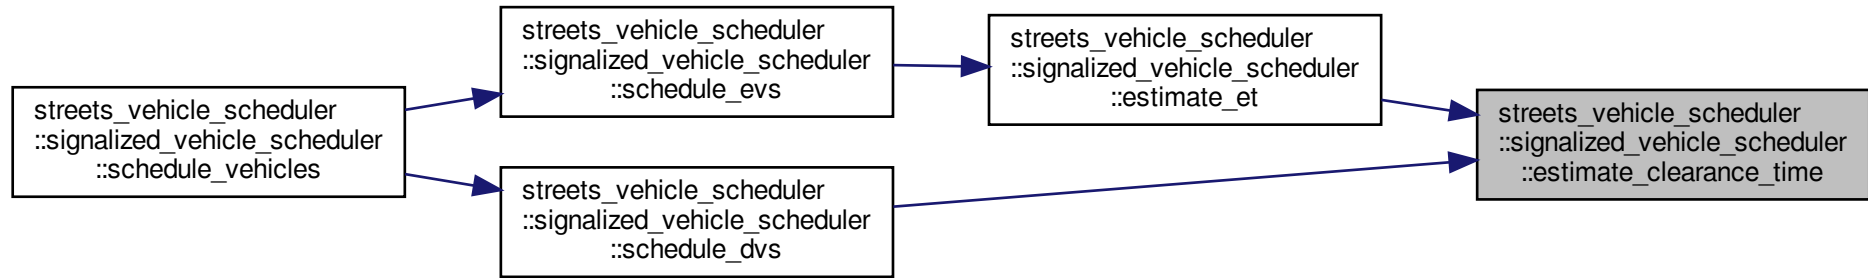 streets_vehicle_scheduler
::signalized_vehicle_scheduler
::schedule_vehicles
streets_vehicle_scheduler
::signalized_vehicle_scheduler
::schedule_evs
streets_vehicle_scheduler
::signalized_vehicle_scheduler
::schedule_dvs
streets_vehicle_scheduler
::signalized_vehicle_scheduler
::estimate_et
streets_vehicle_scheduler
::signalized_vehicle_scheduler
::estimate_clearance_time